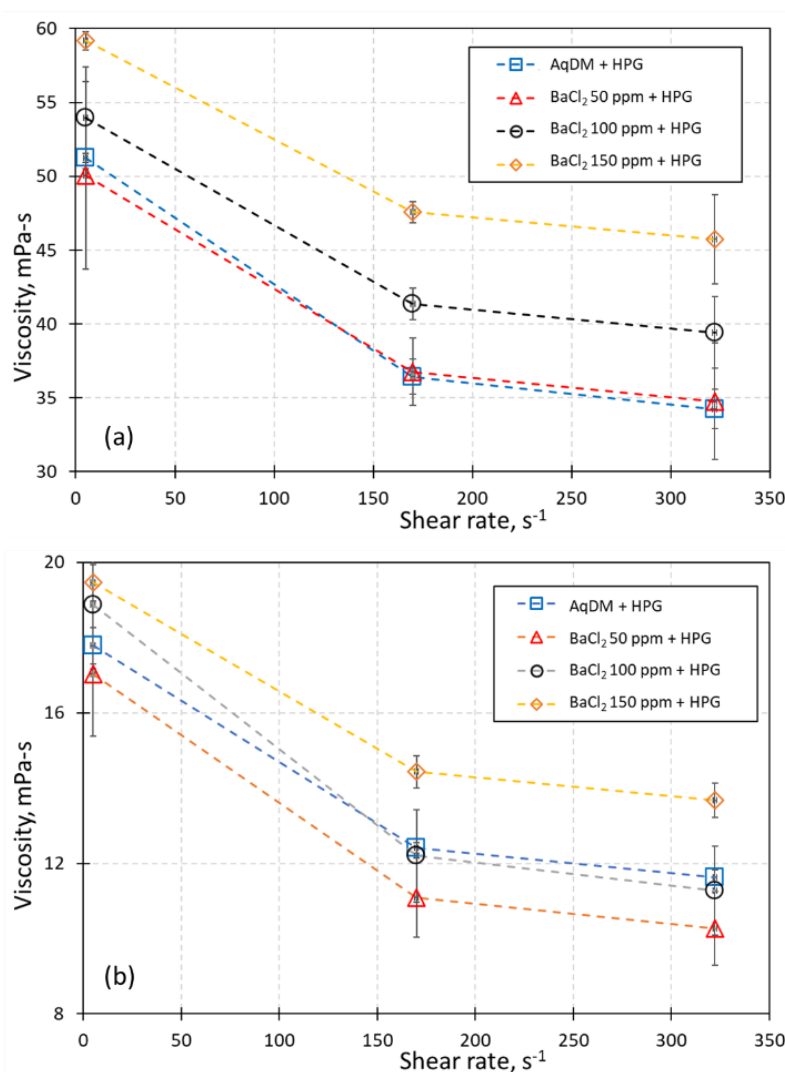 60
55
50
45
40
35
30
Viscosity, mPa-s
AqDM + HPG
BaCl₂ 50 ppm + HPG
BaCl₂ 100 ppm + HPG
BaCl₂ 150 ppm + HPG
(a)
0 50 100 150 200 250 300 350
Shear rate, s⁻¹
20
16
12
8
Viscosity, mPa-s
AqDM + HPG
BaCl₂ 50 ppm + HPG
BaCl₂ 100 ppm + HPG
BaCl₂ 150 ppm + HPG
(b)
0 50 100 150 200 250 300 350
Shear rate, s⁻¹